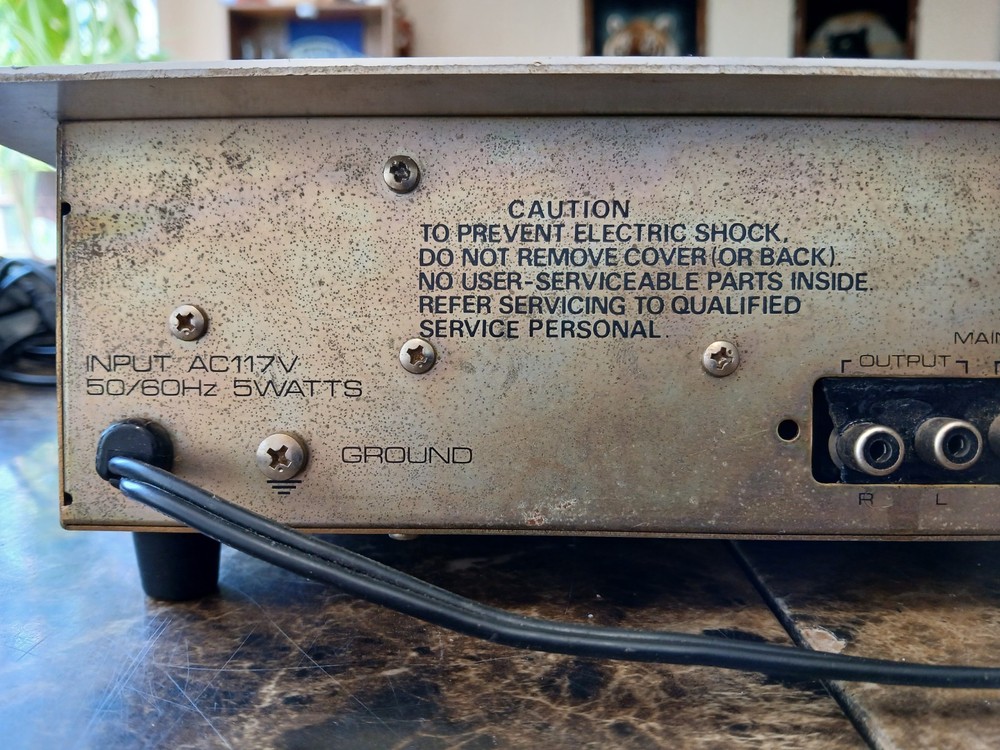 CAUTION
TO PREVENT ELECTRIC SHOCK,
DO NOT REMOVE COVER (OR BACK).
NO USER-SERVICEABLE PARTS INSIDE.
REFER SERVICING TO QUALIFIED
SERVICE PERSONAL.
INPUT AC117V
50/60Hz 5WATTS
GROUND
MAIN
OUTPUT
R L